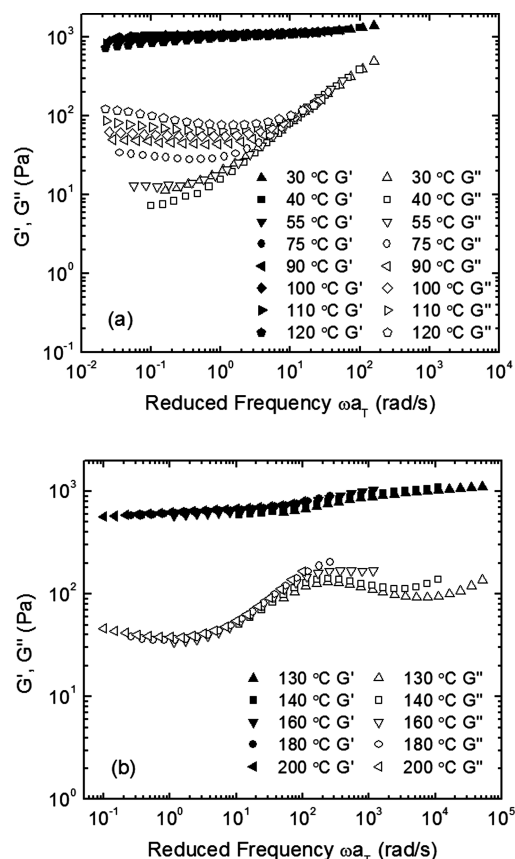 10³
10²
10¹
10⁰
10⁻¹
G', G" (Pa)
30 °C G' 30 °C G"
40 °C G' 40 °C G"
55 °C G' 55 °C G"
75 °C G' 75 °C G"
90 °C G' 90 °C G"
100 °C G' 100 °C G"
110 °C G' 110 °C G"
120 °C G' 120 °C G"
(a)
10⁻² 10⁻¹ 10⁰ 10¹ 10² 10³ 10⁴
Reduced Frequency ωa_T (rad/s)
10³
10²
10¹
10⁰
G', G" (Pa)
130 °C G' 130 °C G"
140 °C G' 140 °C G"
160 °C G' 160 °C G"
180 °C G' 180 °C G"
200 °C G' 200 °C G"
(b)
10⁻¹ 10⁰ 10¹ 10² 10³ 10⁴ 10⁵
Reduced Frequency ωa_T (rad/s)